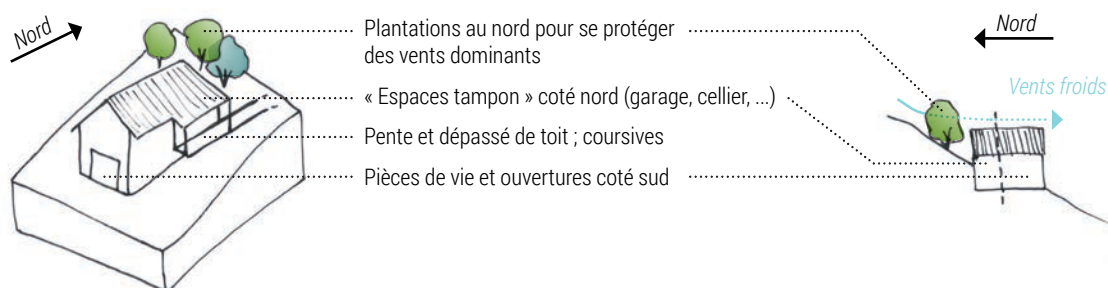 Nord
Plantations au nord pour se protéger
des vents dominants
« Espaces tampon » coté nord (garage, cellier, ...)
Pente et dépassé de toit ; coursives
Pièces de vie et ouvertures coté sud
Nord
Vents froids